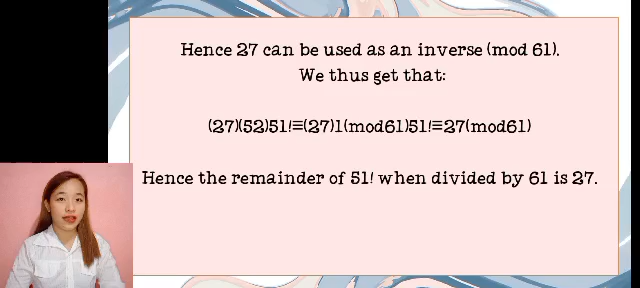 Hence 27 can be used as an inverse (mod 61).
We thus get that:
(27)(52)51!≡(27)1(mod61)51!≡27(mod61)
Hence the remainder of 51! when divided by 61 is 27.